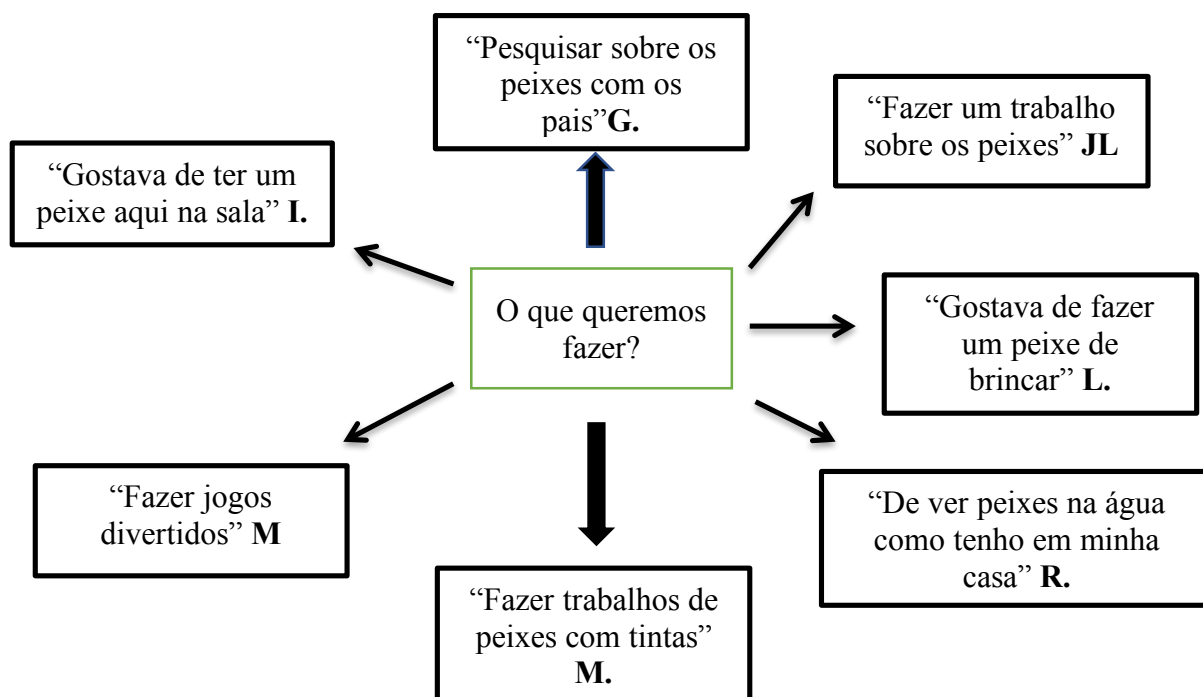 “Pesquisar sobre os
peixes com os
pais”G.
“Fazer um trabalho
sobre os peixes” JL
“Gostava de ter um
peixe aqui na sala” I.
O que queremos
fazer?
“Gostava de fazer
um peixe de
brincar” L.
“Fazer jogos
divertidos” M
“De ver peixes na água
como tenho em minha
casa” R.
“Fazer trabalhos de
peixes com tintas”
M.